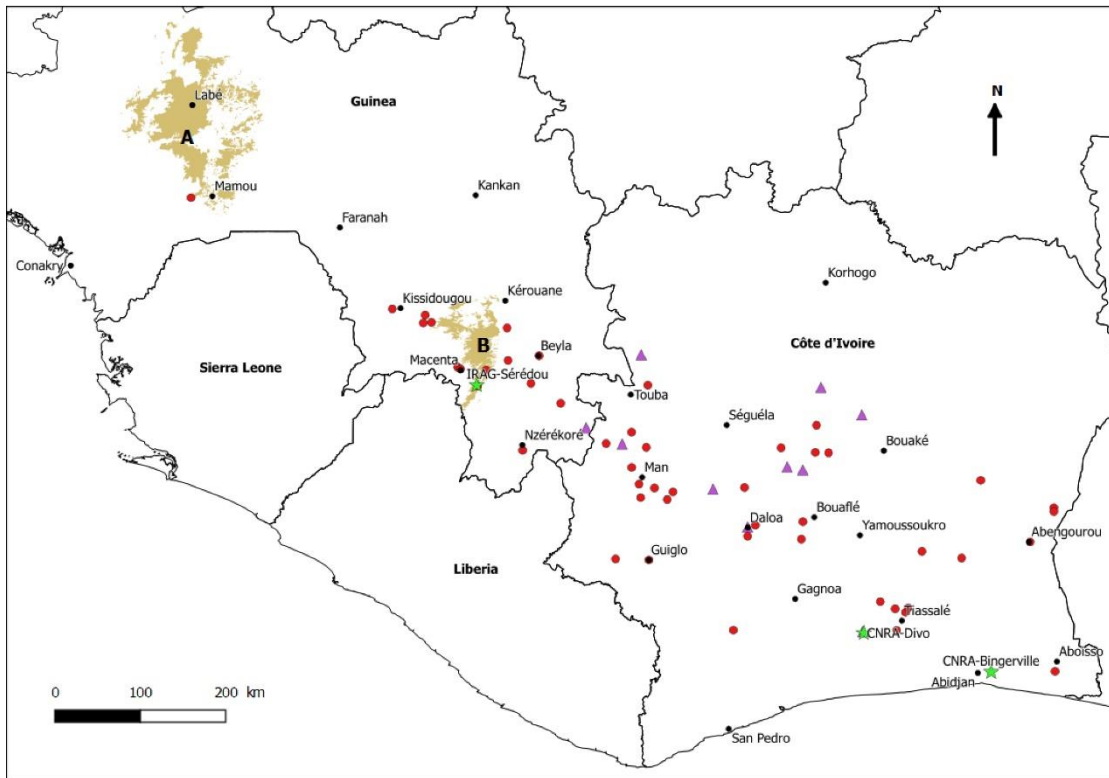 N
Labé
Guinea
A
Mamou
Kankan
Faranah
Conakry
Korhogo
Kissidougou
Kérouane
B
Beyla
Côte d'Ivoire
Macenta
Sierra Leone
IRAG-Sérédou
Touba
Séguéla
Nzérékoré
Bouaké
Man
Bouaflé
Daloa
Yamoussoukro
Abengourou
Guiglo
Liberia
Gagnoa
Tiassalé
CNRA-Divo
CNRA-Bingerville
Aboisso
Abidjan
0 100 200 km
San Pedro